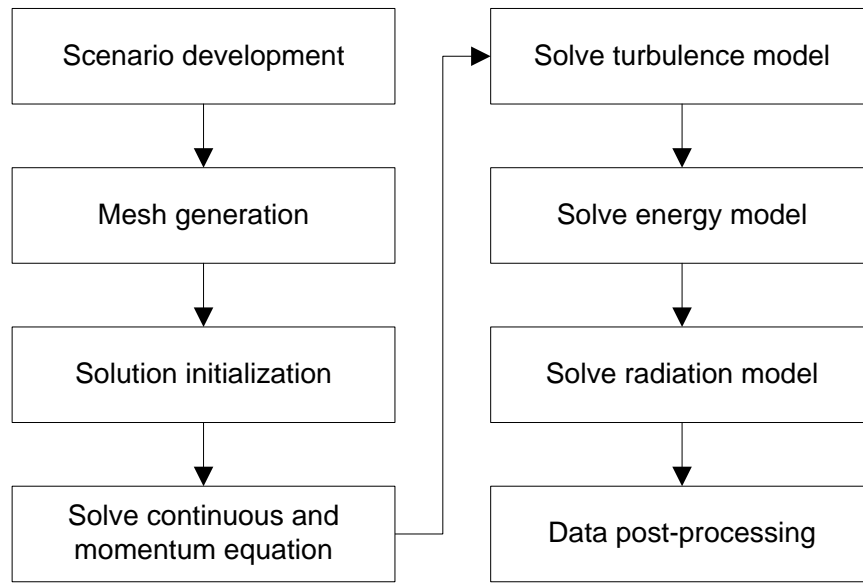 Scenario development
Mesh generation
Solution initialization
Solve continuous and
momentum equation
Solve turbulence model
Solve energy model
Solve radiation model
Data post-processing